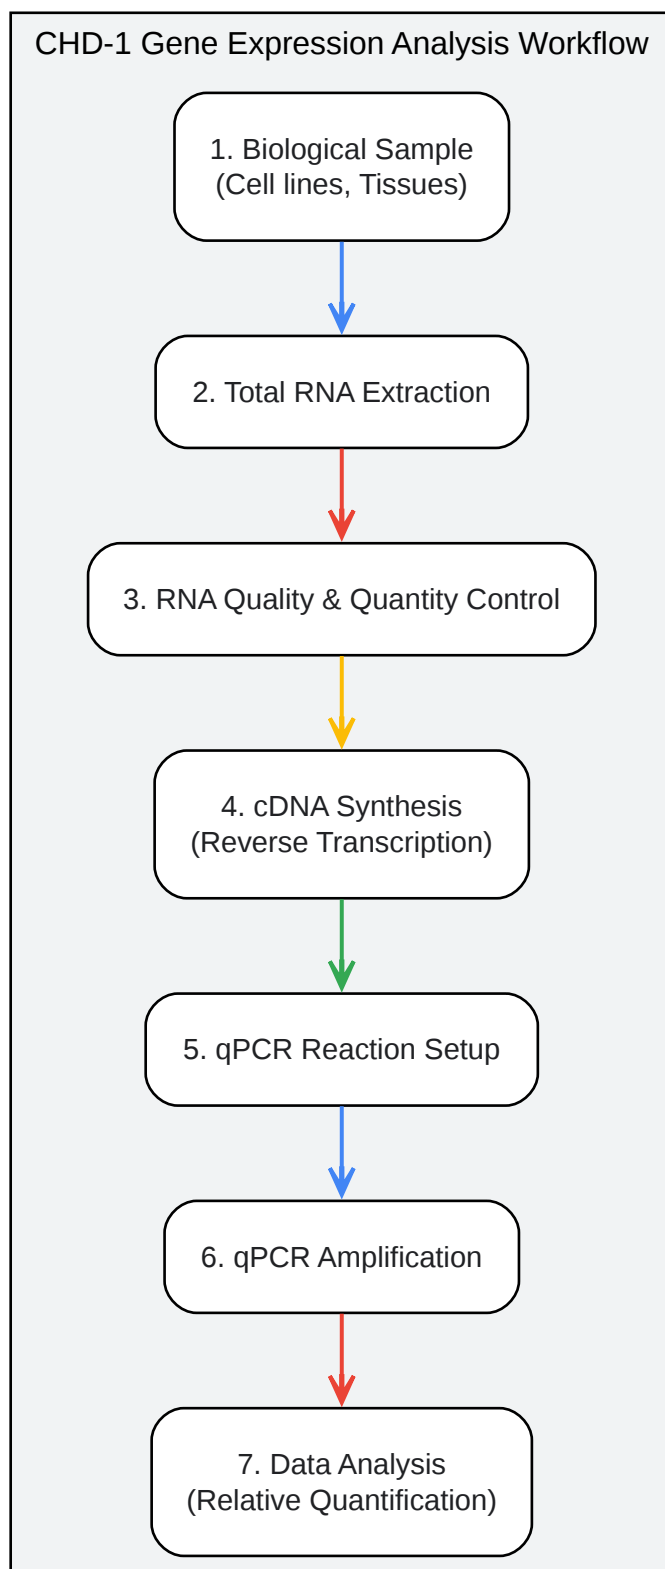 CHD-1 Gene Expression Analysis Workflow
1. Biological Sample
(Cell lines, Tissues)
2. Total RNA Extraction
3. RNA Quality & Quantity Control
4. cDNA Synthesis
(Reverse Transcription)
5. qPCR Reaction Setup
6. qPCR Amplification
7. Data Analysis
(Relative Quantification)